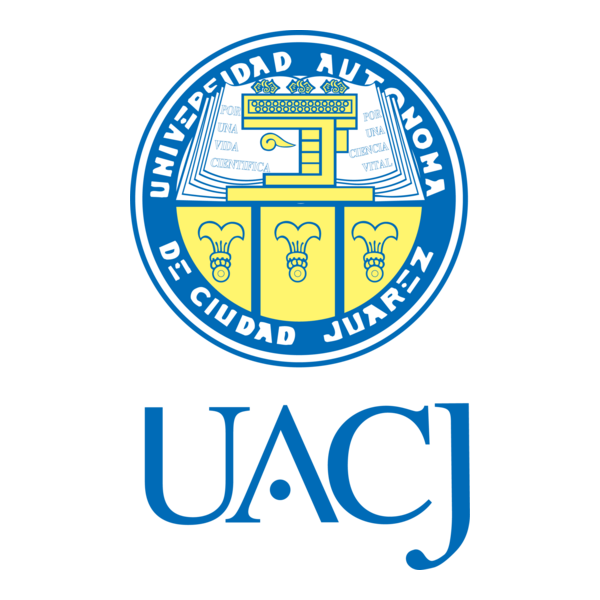 UNIVERSIDAD AUTONOMA
DE CIUDAD JUAREZ
POR
UNA
VIDA
CIENTIFICA
POR
UNA
CIENCIA
VITAL
UACJ